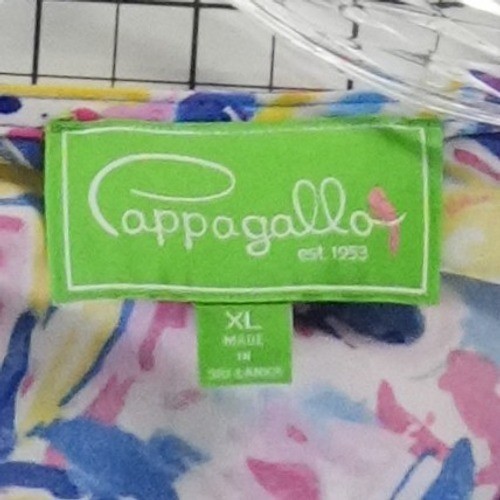 Pappagallo
est. 1953
XL
MADE
IN
SRI LANKA